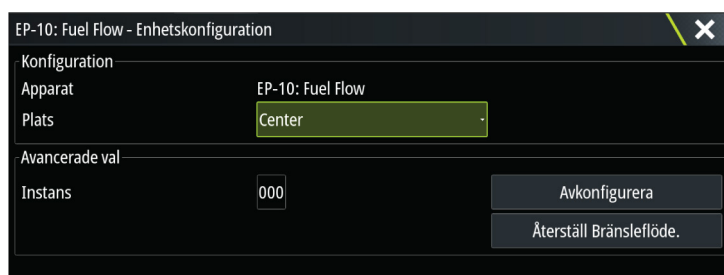 EP-10: Fuel Flow - Enhetskonfiguration
Konfiguration
Apparat EP-10: Fuel Flow
Plats Center
Avancerade val
Instans 000 Avkonfigurera
Återställ Bränsleflöde.